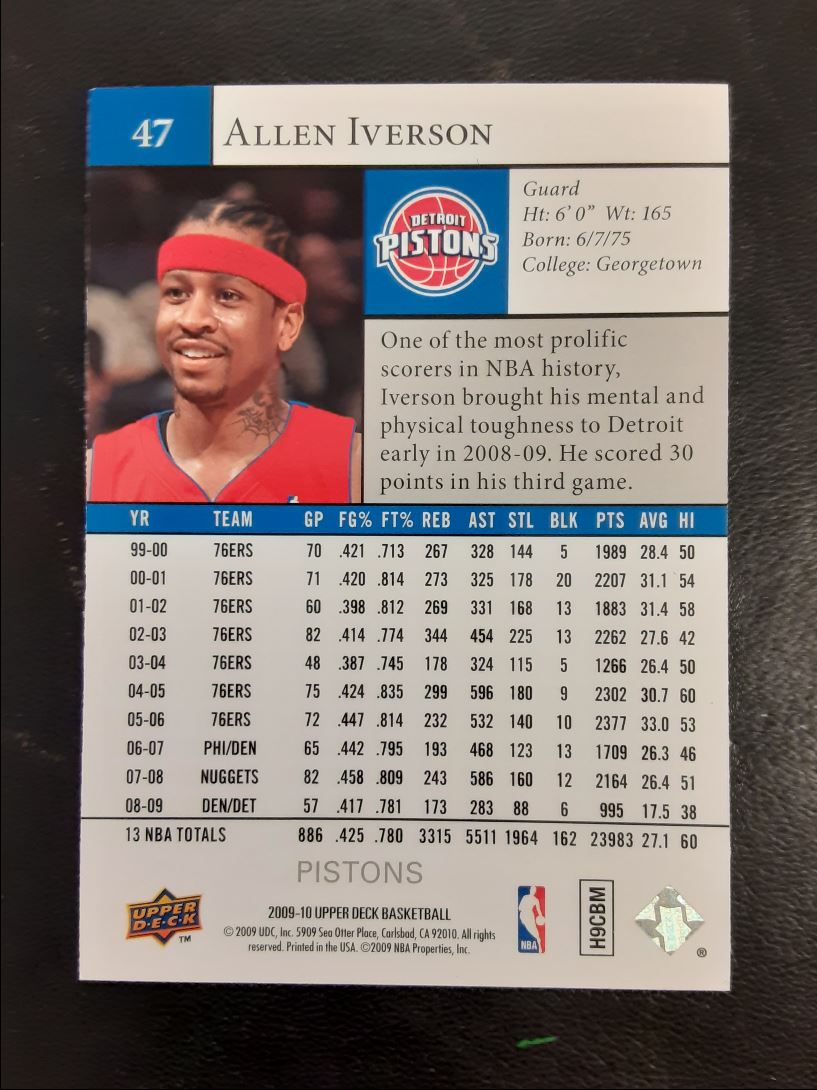 47 ALLEN IVERSON
DETROIT
PISTONS
Guard
Ht: 6' 0" Wt: 165
Born: 6/7/75
College: Georgetown
One of the most prolific
scorers in NBA history,
Iverson brought his mental and
physical toughness to Detroit
early in 2008-09. He scored 30
points in his third game.
YR TEAM GP FG% FT% REB AST STL BLK PTS AVG HI
99-00 76ERS 70 .421 .713 267 328 144 5 1989 28.4 50
00-01 76ERS 71 .420 .814 273 325 178 20 2207 31.1 54
01-02 76ERS 60 .398 .812 269 331 168 13 1883 31.4 58
02-03 76ERS 82 .414 .774 344 454 225 13 2262 27.6 42
03-04 76ERS 48 .387 .745 178 324 115 5 1266 26.4 50
04-05 76ERS 75 .424 .835 299 596 180 9 2302 30.7 60
05-06 76ERS 72 .447 .814 232 532 140 10 2377 33.0 53
06-07 PHI/DEN 65 .442 .795 193 468 123 13 1709 26.3 46
07-08 NUGGETS 82 .458 .809 243 586 160 12 2164 26.4 51
08-09 DEN/DET 57 .417 .781 173 283 88 6 995 17.5 38
13 NBA TOTALS 886 .425 .780 3315 5511 1964 162 23983 27.1 60
PISTONS
UPPER
D·E·C·K
TM
2009-10 UPPER DECK BASKETBALL
© 2009 UDC, Inc. 5909 Sea Otter Place, Carlsbad, CA 92010. All rights
reserved. Printed in the USA. ©2009 NBA Properties, Inc.
NBA
H9CBM
®